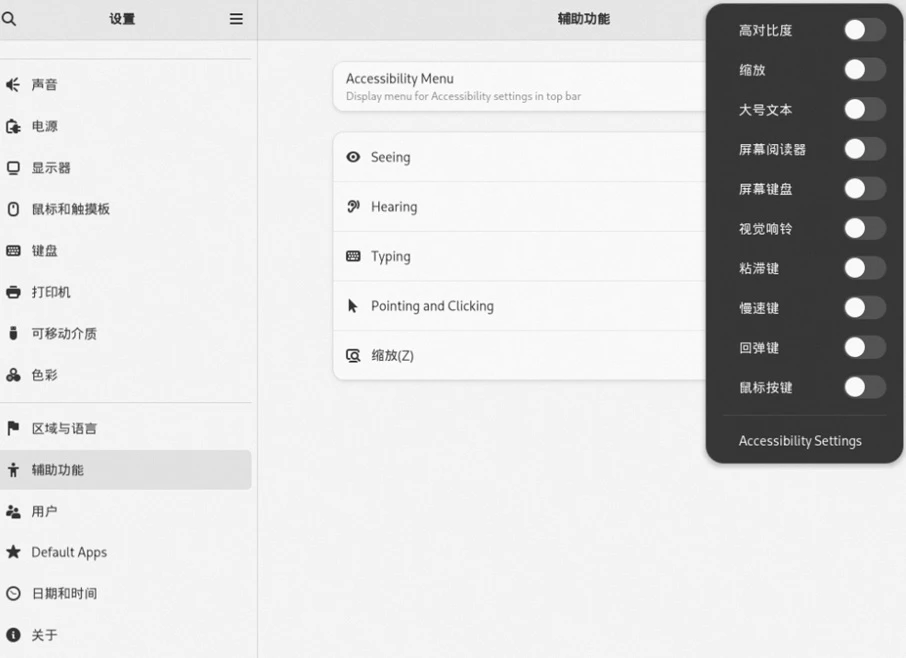 设置
声音
电源
显示器
鼠标和触摸板
键盘
打印机
可移动介质
色彩
区域与语言
辅助功能
用户
Default Apps
日期和时间
关于
辅助功能
Accessibility Menu
Display menu for Accessibility settings in top bar
Seeing
Hearing
Typing
Pointing and Clicking
缩放(Z)
高对比度
缩放
大号文本
屏幕阅读器
屏幕键盘
视觉响铃
粘滞键
慢速键
回弹键
鼠标按键
Accessibility Settings